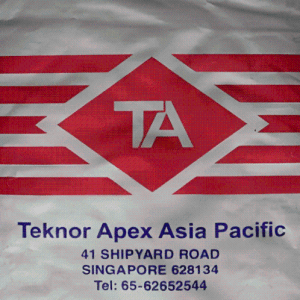 TA
Teknor Apex Asia Pacific
41 SHIPYARD ROAD
SINGAPORE 628134
Tel: 65-62652544